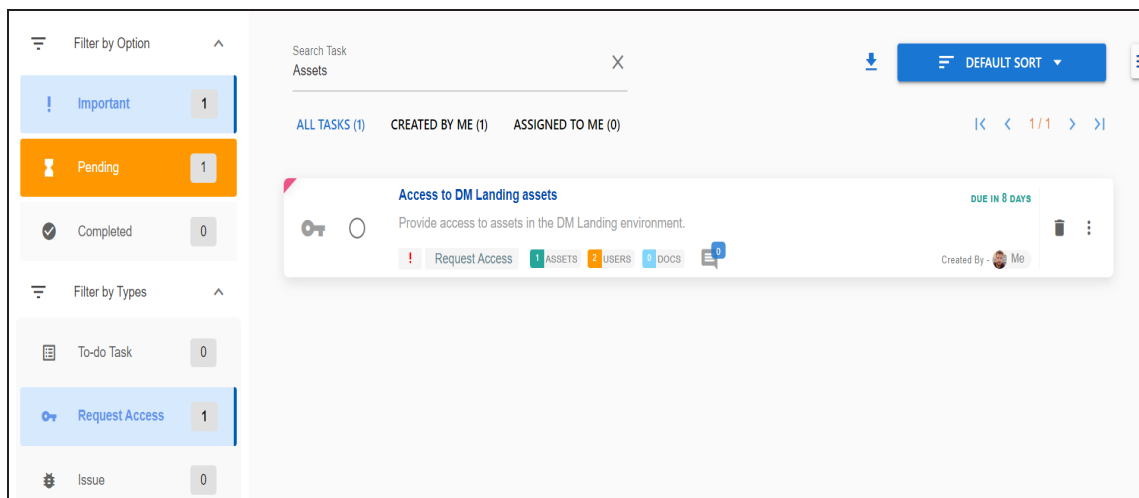 Filter by Option
Important 1
Pending 1
Completed 0
Filter by Types
To-do Task 0
Request Access 1
Issue 0
Search Task
Assets
DEFAULT SORT
ALL TASKS (1) CREATED BY ME (1) ASSIGNED TO ME (0)
1 / 1
Access to DM Landing assets
DUE IN 8 DAYS
Provide access to assets in the DM Landing environment.
! Request Access 1 ASSETS 2 USERS 0 DOCS 0
Created By - Me